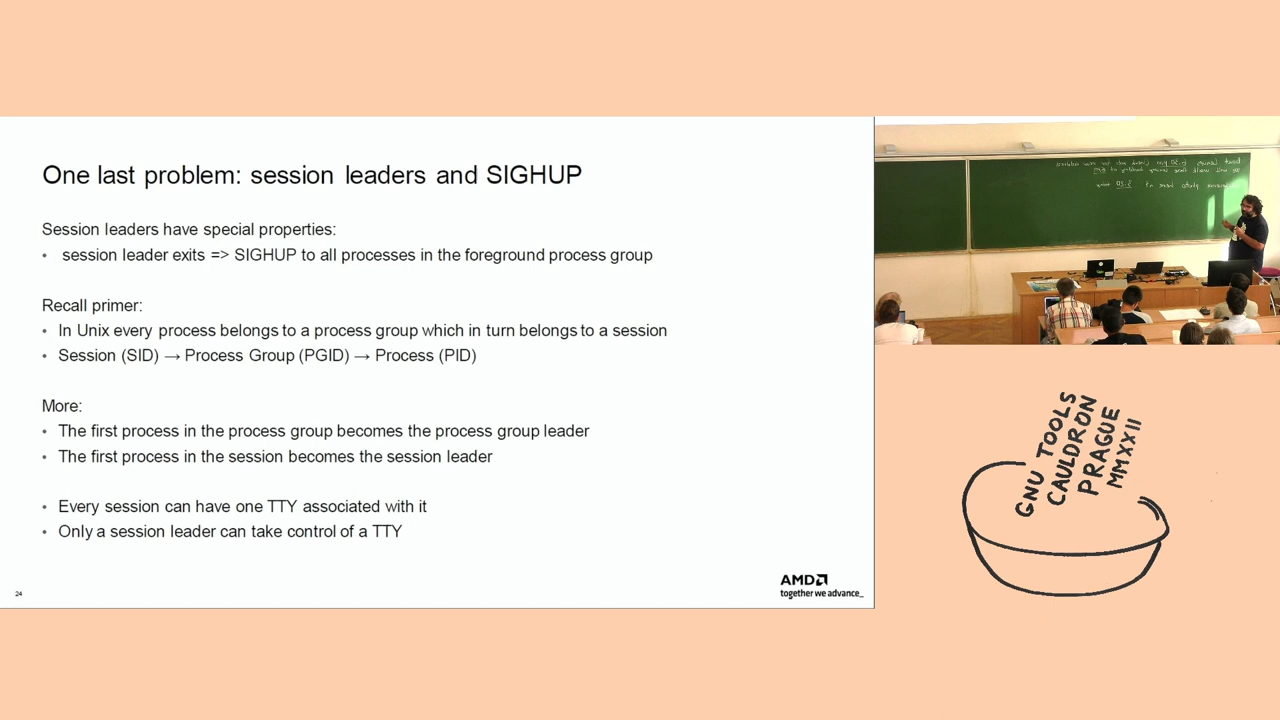 One last problem: session leaders and SIGHUP
Session leaders have special properties:
• session leader exits => SIGHUP to all processes in the foreground process group
Recall primer:
• In Unix every process belongs to a process group which in turn belongs to a session
• Session (SID) → Process Group (PGID) → Process (PID)
More:
• The first process in the process group becomes the process group leader
• The first process in the session becomes the session leader
• Every session can have one TTY associated with it
• Only a session leader can take control of a TTY
24
AMD
together we advance_
GNU TOOLS
CAULDRON
PRAGUE
MMXXII